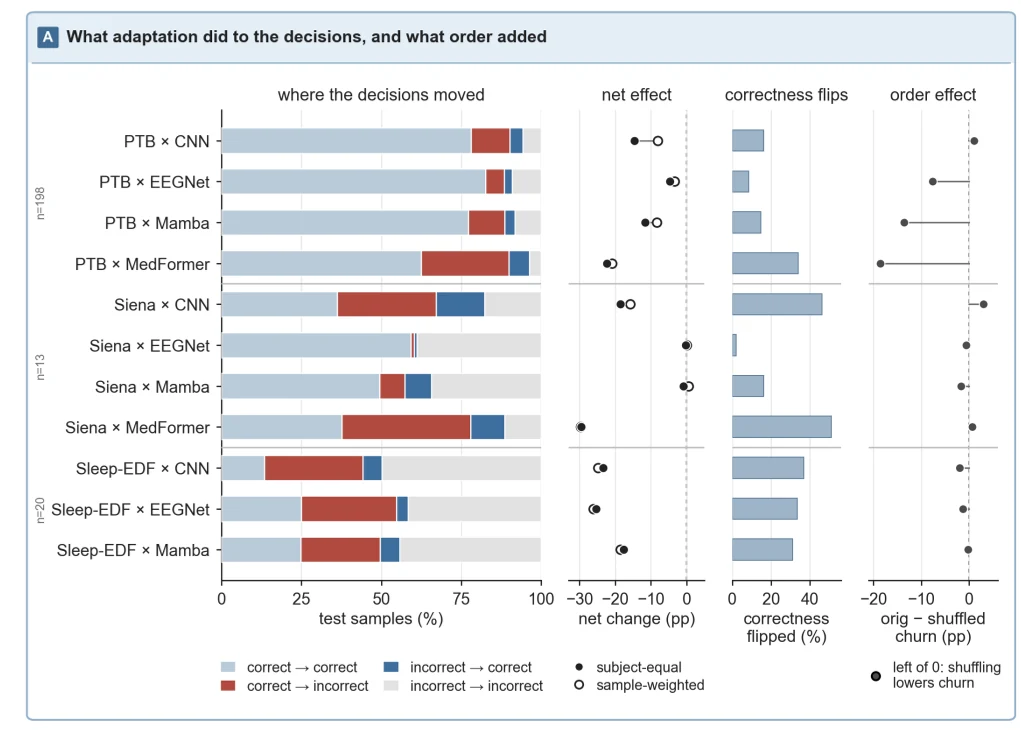 A What adaptation did to the decisions, and what order added
where the decisions moved
net effect
correctness flips
order effect
n=198
PTB × CNN
PTB × EEGNet
PTB × Mamba
PTB × MedFormer
n=13
Siena × CNN
Siena × EEGNet
Siena × Mamba
Siena × MedFormer
n=20
Sleep-EDF × CNN
Sleep-EDF × EEGNet
Sleep-EDF × Mamba
0 25 50 75 100
test samples (%)
−30 −20 −10 0
net change (pp)
0 20 40
correctness
flipped (%)
−20 −10 0
orig − shuffled
churn (pp)
correct → correct
correct → incorrect
incorrect → correct
incorrect → incorrect
subject-equal
sample-weighted
left of 0: shuffling
lowers churn